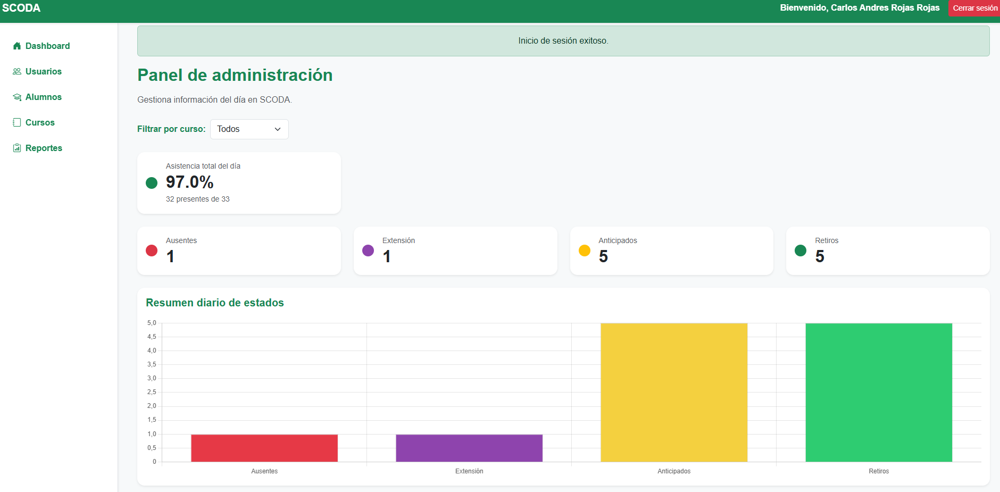 SCODA
Bienvenido, Carlos Andres Rojas Rojas
Cerrar sesión
Dashboard
Usuarios
Alumnos
Cursos
Reportes
Inicio de sesión exitoso.
Panel de administración
Gestiona información del día en SCODA.
Filtrar por curso:
Todos
Asistencia total del día
97.0%
32 presentes de 33
Ausentes
1
Extensión
1
Anticipados
5
Retiros
5
Resumen diario de estados
5,0
4,5
4,0
3,5
3,0
2,5
2,0
1,5
1,0
0,5
0
Ausentes
Extensión
Anticipados
Retiros